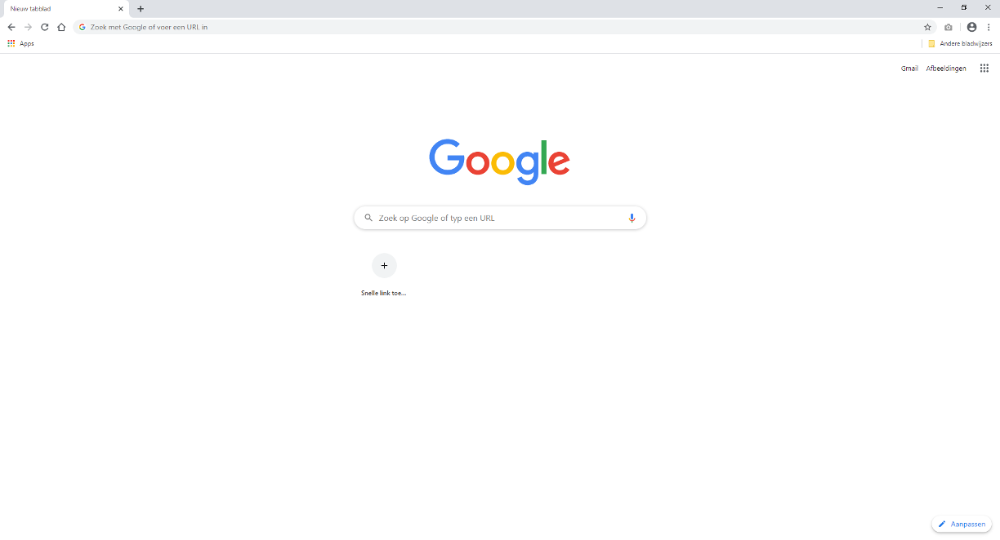 Nieuw tabblad
Zoek met Google of voer een URL in
Apps
Andere bladwijzers
Gmail Afbeeldingen
Google
Zoek op Google of typ een URL
Snelle link toe...
Aanpassen